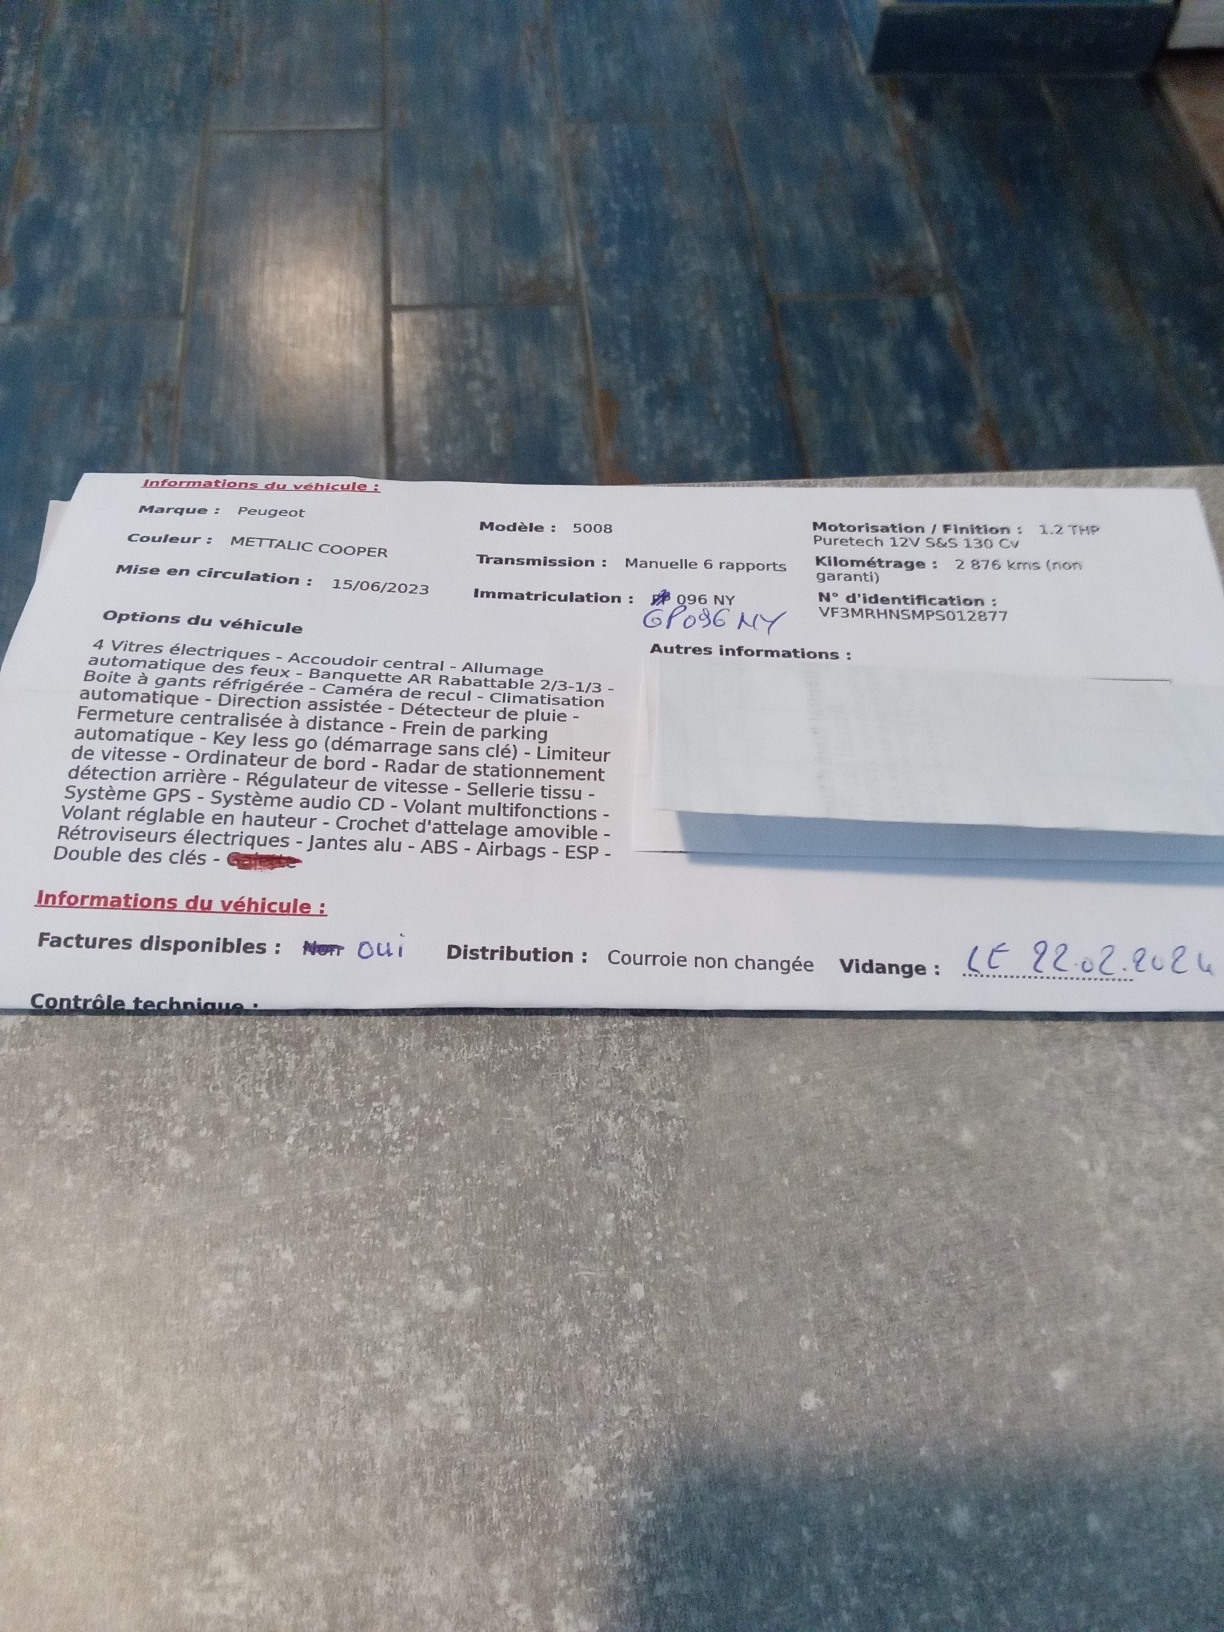 Informations du véhicule :
Marque : Peugeot
Modèle : 5008
Motorisation / Finition : 1.2 THP
Puretech 12V S&S 130 Cv
Couleur : METTALIC COOPER
Transmission : Manuelle 6 rapports
Kilométrage : 2 876 kms (non
garanti)
Mise en circulation : 15/06/2023
Immatriculation : 096 NY
GP096 NY
N° d'identification :
VF3MRHNSMPS012877
Options du véhicule
4 Vitres électriques - Accoudoir central - Allumage
automatique des feux - Banquette AR Rabattable 2/3-1/3 -
Boite à gants réfrigérée - Caméra de recul - Climatisation
automatique - Direction assistée - Détecteur de pluie -
Fermeture centralisée à distance - Frein de parking
automatique - Key less go (démarrage sans clé) - Limiteur
de vitesse - Ordinateur de bord - Radar de stationnement
détection arrière - Régulateur de vitesse - Sellerie tissu -
Système GPS - Système audio CD - Volant multifonctions -
Volant réglable en hauteur - Crochet d'attelage amovible -
Rétroviseurs électriques - Jantes alu - ABS - Airbags - ESP -
Double des clés -
Autres informations :
Informations du véhicule :
Factures disponibles : Non oui
Distribution : Courroie non changée
Vidange : LE 22.02.2024
Contrôle technique :